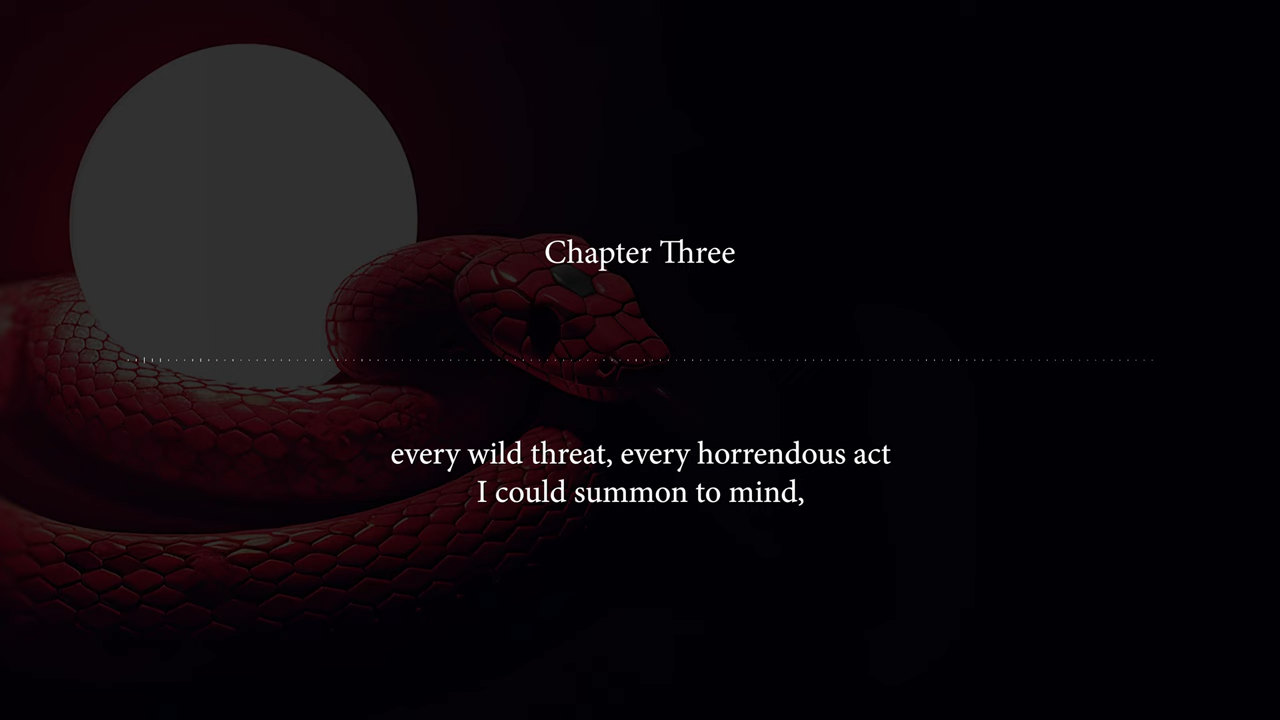 Chapter Three
every wild threat, every horrendous act
I could summon to mind,